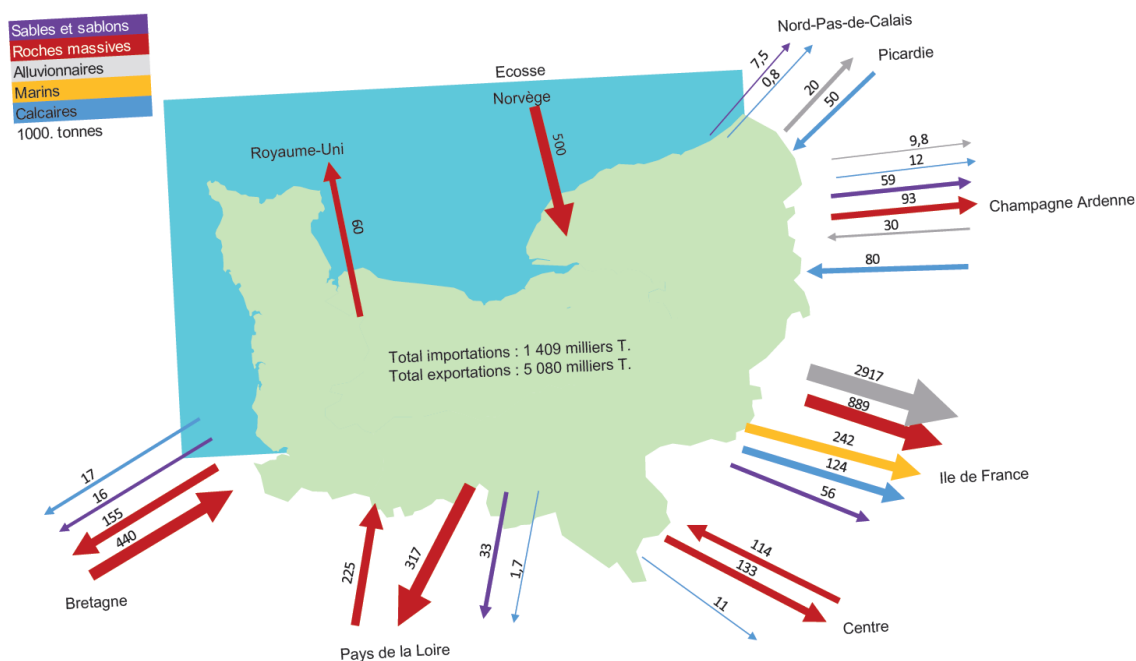 Sables et sablons
Roches massives
Alluvionnaires
Marins
Calcaires
1000. tonnes
Nord-Pas-de-Calais
Picardie
Ecosse
Norvège
Royaume-Uni
7,5
0,8
20
50
500
60
9,8
12
59
93
30
80
Champagne Ardenne
Total importations : 1 409 milliers T.
Total exportations : 5 080 milliers T.
2917
889
242
124
56
Ile de France
17
16
155
440
Bretagne
225
317
33
1,7
Pays de la Loire
114
133
11
Centre